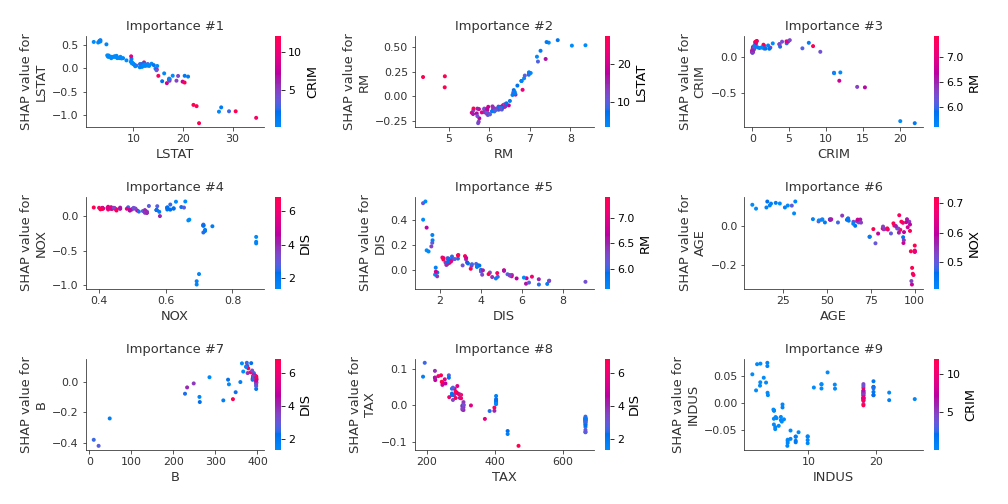 Importance #1
SHAP value for
LSTAT
0.5
0.0
−0.5
−1.0
10
20
30
LSTAT
10
5
CRIM
Importance #2
SHAP value for
RM
0.50
0.25
0.00
−0.25
5
6
7
8
RM
20
10
LSTAT
Importance #3
SHAP value for
CRIM
0.0
−0.5
0
5
10
15
20
CRIM
7.0
6.5
6.0
RM
Importance #4
SHAP value for
NOX
0.0
−0.5
−1.0
0.4
0.6
0.8
NOX
6
4
2
DIS
Importance #5
SHAP value for
DIS
0.4
0.2
0.0
2
4
6
8
DIS
7.0
6.5
6.0
RM
Importance #6
SHAP value for
AGE
0.0
−0.2
25
50
75
100
AGE
0.7
0.6
0.5
NOX
Importance #7
SHAP value for
B
0.0
−0.2
−0.4
0
100
200
300
400
B
6
4
2
DIS
Importance #8
SHAP value for
TAX
0.1
0.0
−0.1
200
400
600
TAX
6
4
2
DIS
Importance #9
SHAP value for
INDUS
0.05
0.00
−0.05
10
20
INDUS
10
5
CRIM